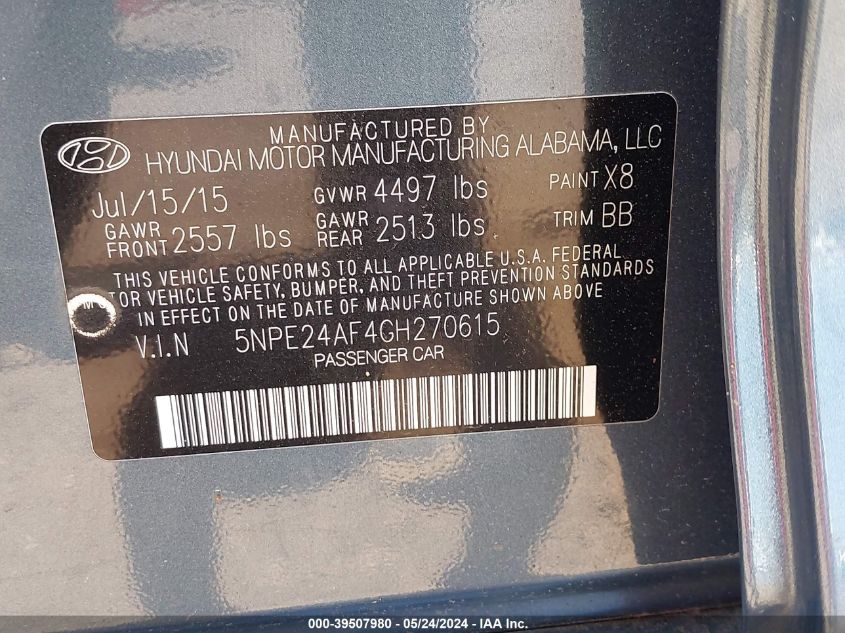 MANUFACTURED BY
HYUNDAI MOTOR MANUFACTURING ALABAMA, LLC
Jul/15/15 GVWR 4497 lbs PAINT X8
GAWR FRONT 2557 lbs GAWR REAR 2513 lbs TRIM BB
THIS VEHICLE CONFORMS TO ALL APPLICABLE U.S.A. FEDERAL
MOTOR VEHICLE SAFETY, BUMPER, AND THEFT PREVENTION STANDARDS
IN EFFECT ON THE DATE OF MANUFACTURE SHOWN ABOVE
V.I.N 5NPE24AF4GH270615
PASSENGER CAR
000-39507980 - 05/24/2024 - IAA Inc.